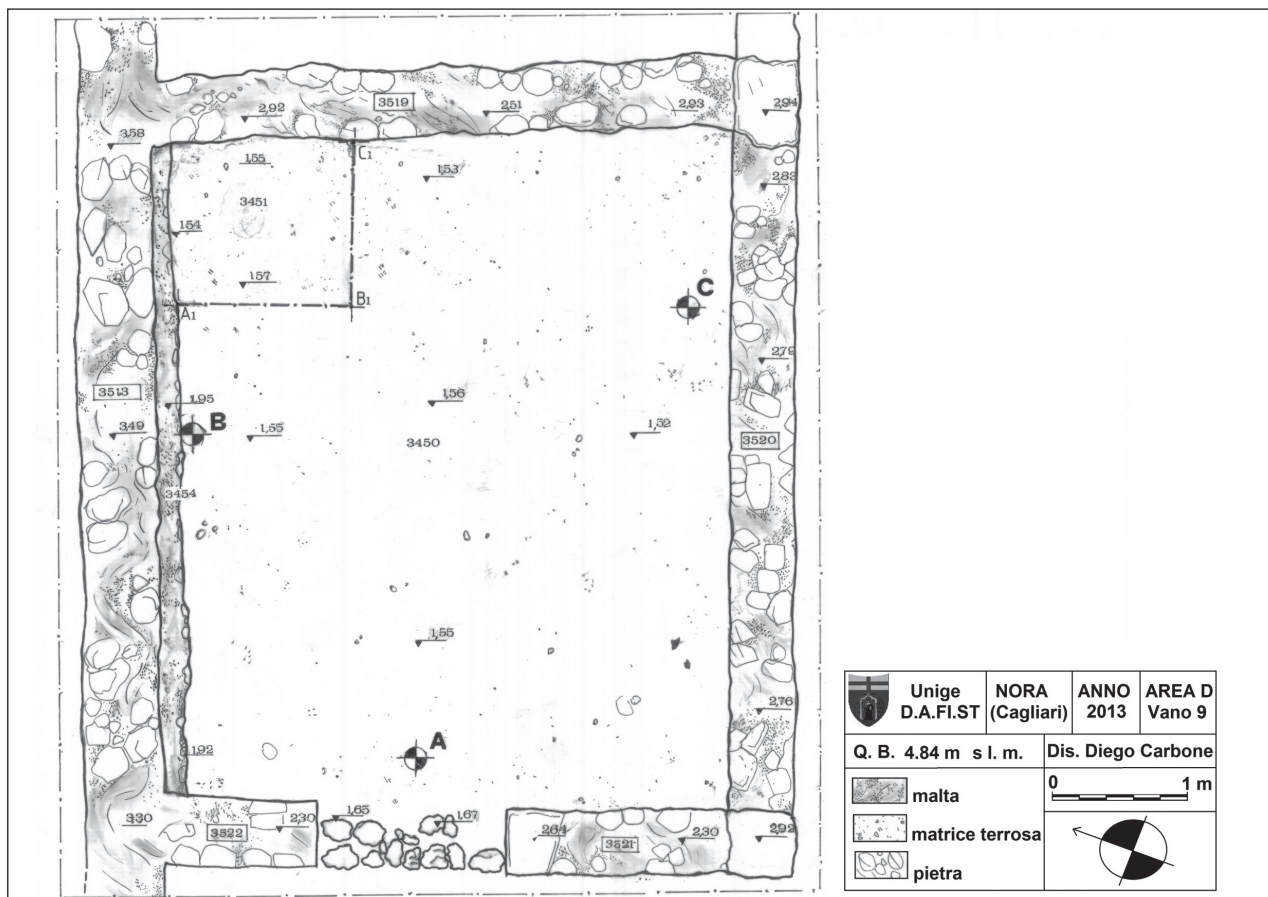 3519
2,92
2,51
2,93
2,94
3,58
1,55
C1
1,53
2,83
3451
1,54
1,57
C
A1
B1
2,79
3513
1,95
1,56
B
3,49
1,55
3450
1,52
3520
3454
1,55
2,76
A
1,92
3,30
3522
2,30
1,65
1,67
2,64
3521
2,30
2,92
Unige
D.A.FI.ST
NORA
(Cagliari)
ANNO
2013
AREA D
Vano 9
Q. B. 4.84 m s l. m.
Dis. Diego Carbone
malta
0 1 m
matrice terrosa
pietra